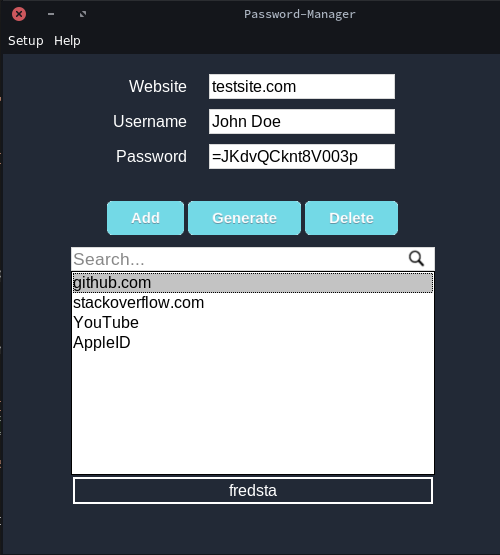 Password-Manager
Setup Help
Website testsite.com
Username John Doe
Password =JKdvQCknt8V003p
Add Generate Delete
Search...
github.com
stackoverflow.com
YouTube
AppleID
fredsta